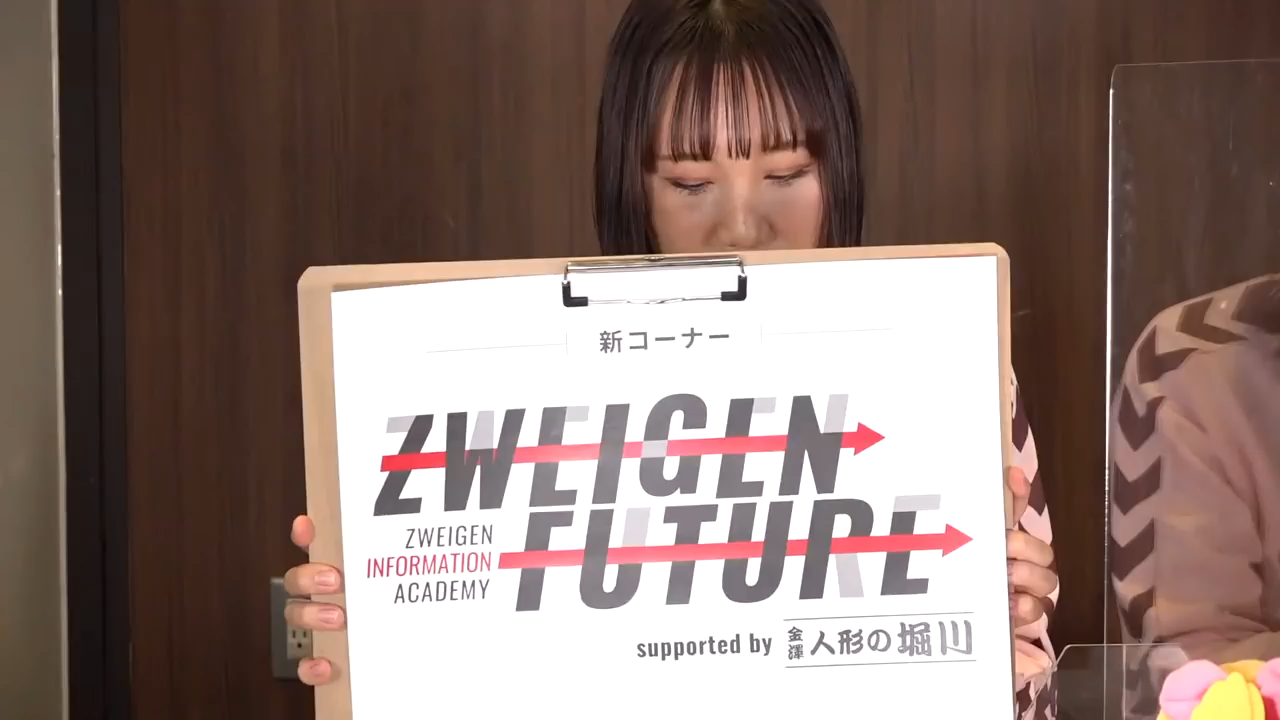 新コーナー
ZWEIGEN
FUTURE
ZWEIGEN
INFORMATION
ACADEMY
supported by 金澤 人形の堀川